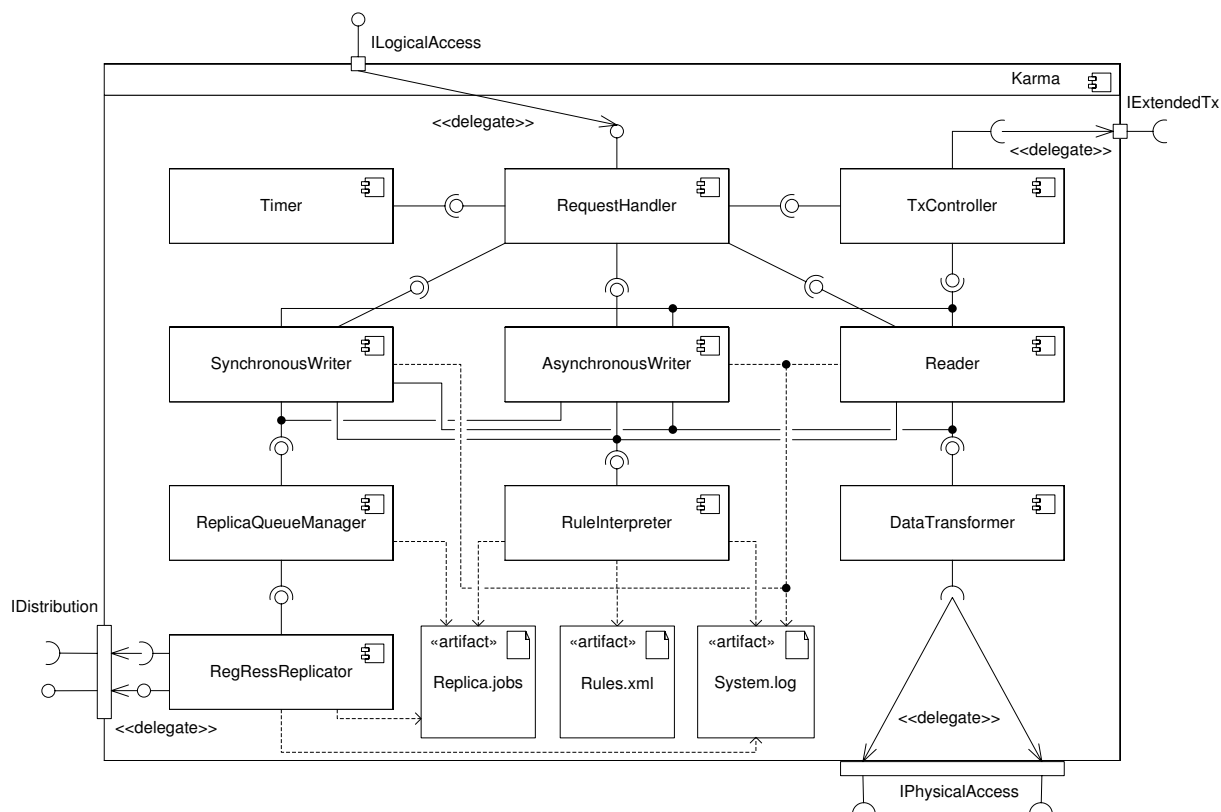 ILogicalAccess
Karma
IExtendedTx
<<delegate>>
<<delegate>>
Timer
RequestHandler
TxController
SynchronousWriter
AsynchronousWriter
Reader
ReplicaQueueManager
RuleInterpreter
DataTransformer
IDistribution
«artifact»
«artifact»
«artifact»
RegRessReplicator
Replica.jobs
Rules.xml
System.log
<<delegate>>
<<delegate>>
IPhysicalAccess